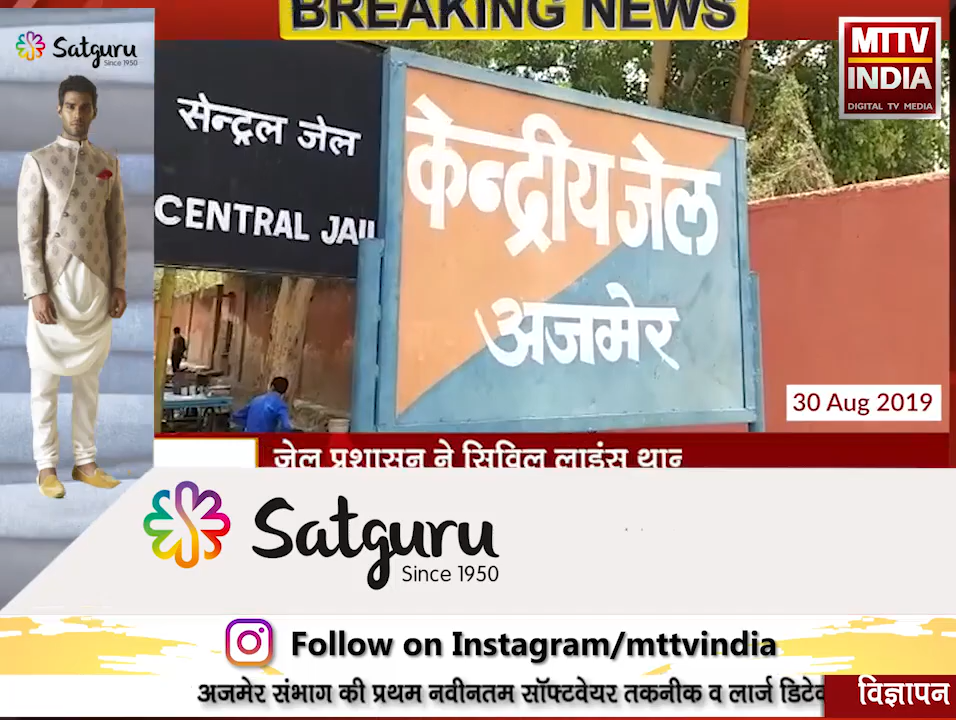 BREAKING NEWS
Satguru
Since 1950
MTTV
INDIA
DIGITAL TV MEDIA
सेन्ट्रल जेल
CENTRAL JAIL
केन्द्रीय जेल
अजमेर
30 Aug 2019
जेल प्रशासन ने सिविल लाइंस थान
Satguru
Since 1950
Follow on Instagram/mttvindia
अजमेर संभाग की प्रथम नवीनतम सॉफ्टवेयर तकनीक व लार्ज डिटे
विज्ञापन